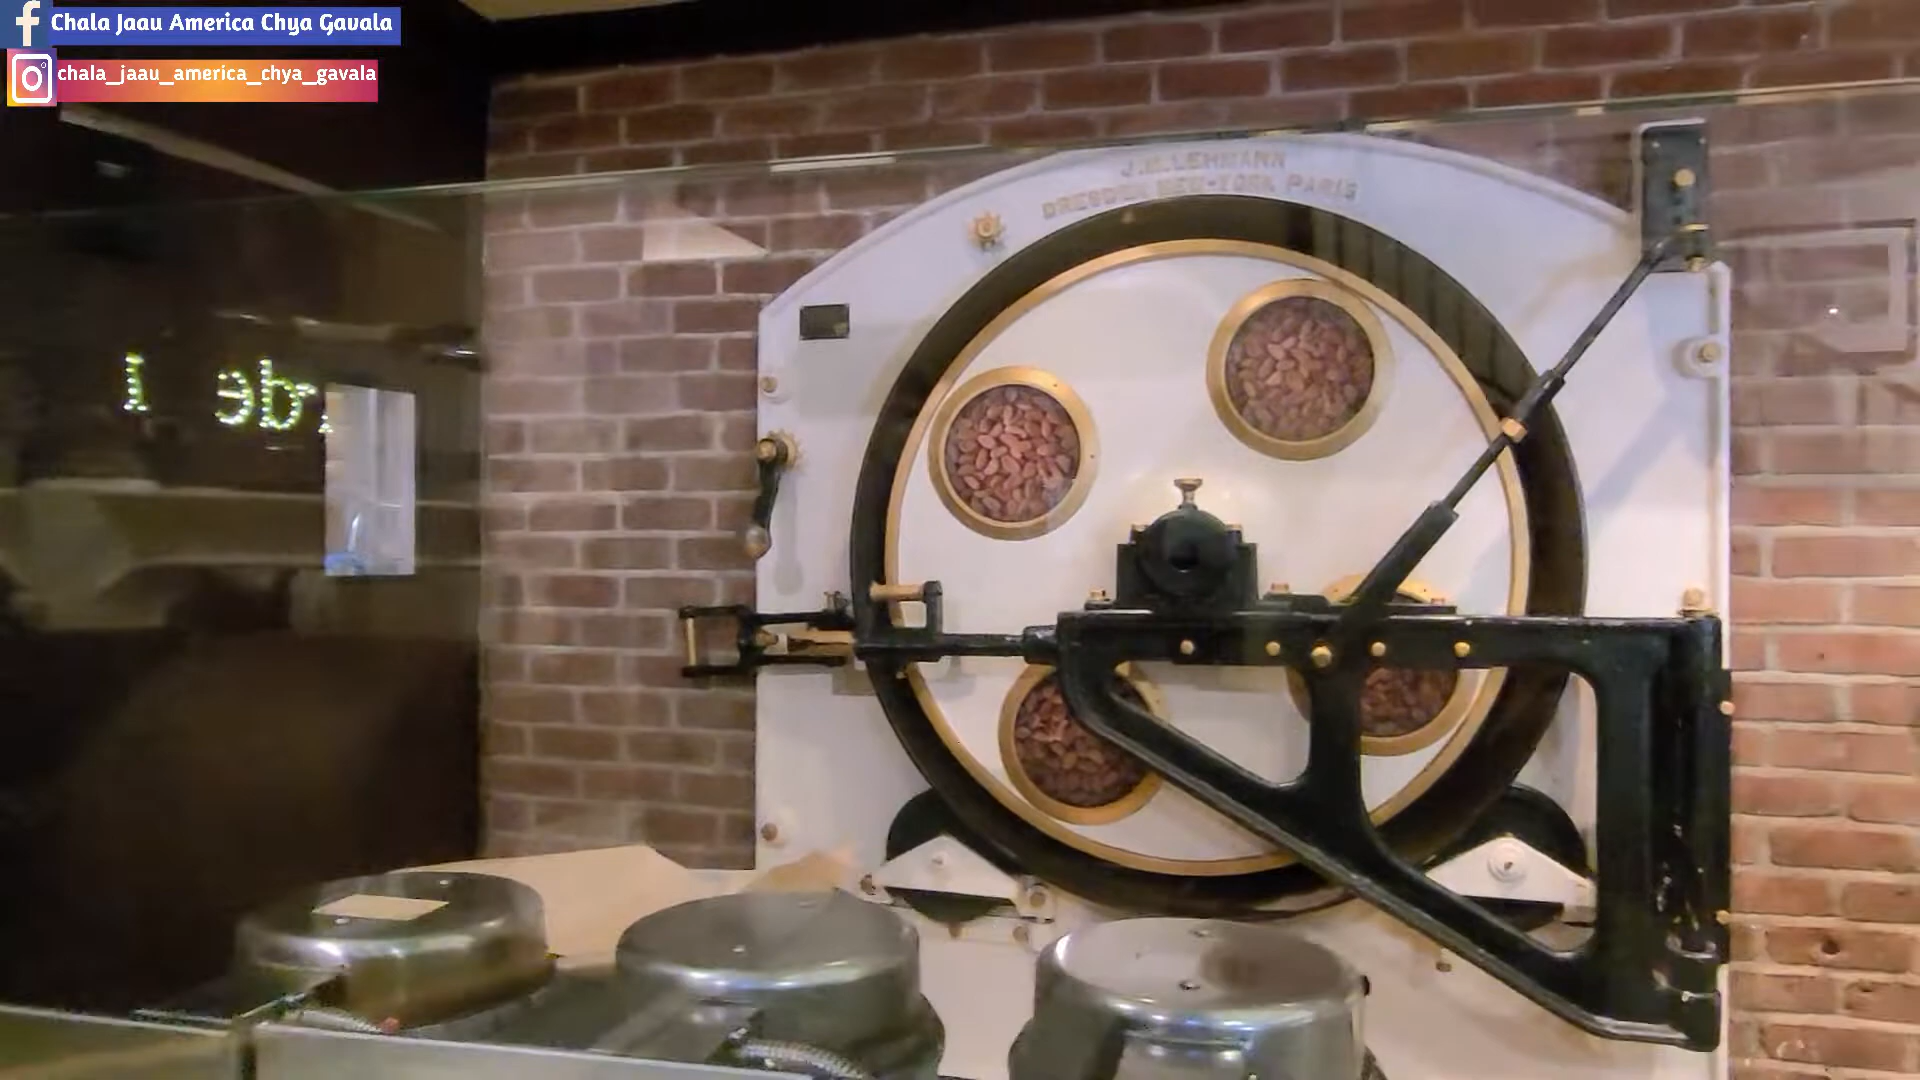 Chala Jaau America Chya Gavala
chala_jaau_america_chya_gavala
J.M. LEHMANN
DRESDEN NEW-YORK PARIS